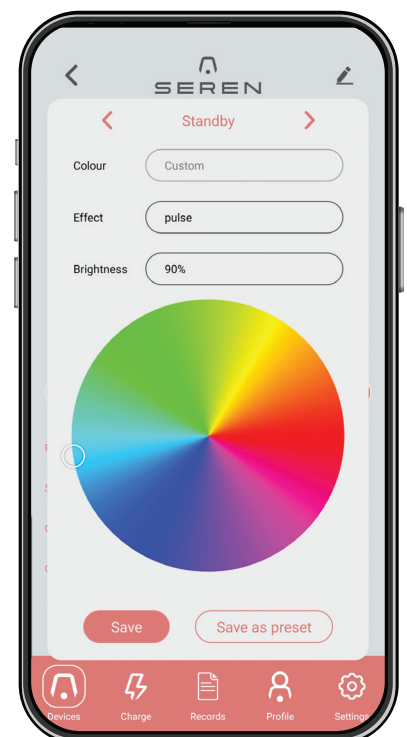 SEREN
Standby
Colour Custom
Effect pulse
Brightness 90%
Save Save as preset
Devices Charge Records Profile Settings